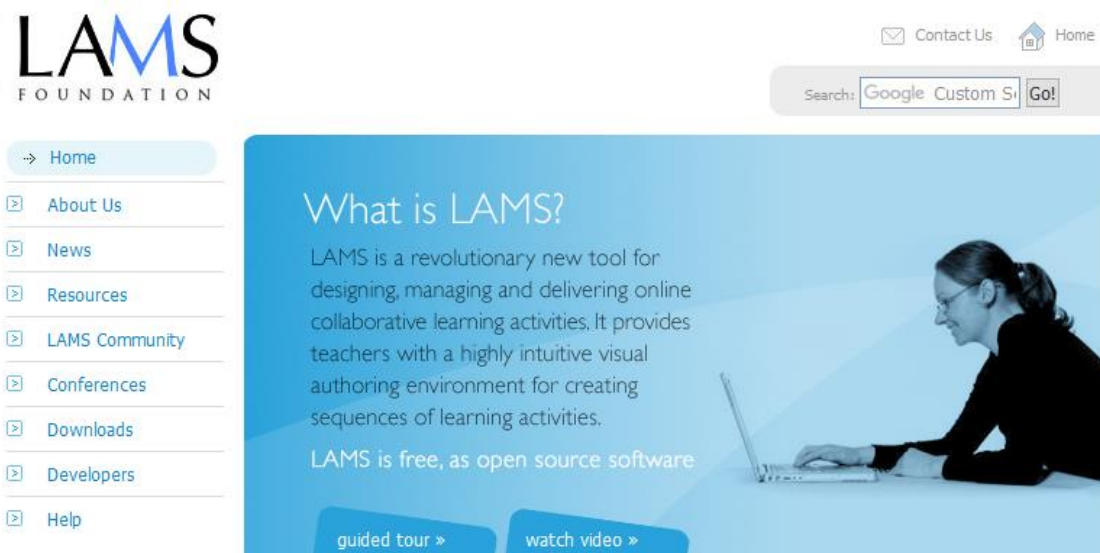 LAMS
FOUNDATION
Contact Us
Home
Search:
Google Custom
Go!
Home
About Us
News
Resources
LAMS Community
Conferences
Downloads
Developers
Help
What is LAMS?
LAMS is a revolutionary new tool for
designing, managing and delivering online
collaborative learning activities. It provides
teachers with a highly intuitive visual
authoring environment for creating
sequences of learning activities.
LAMS is free, as open source software
guided tour »
watch video »